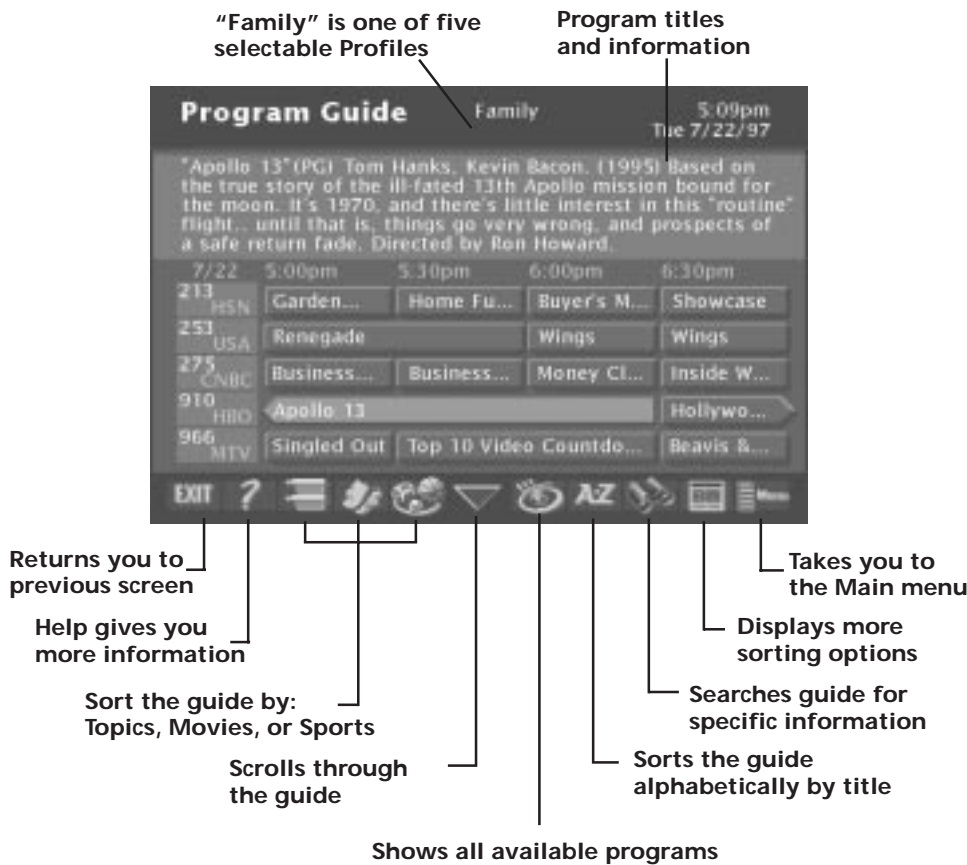 “Family” is one of five
selectable Profiles
Program titles
and information
Program Guide Family 5:09pm
Tue 7/22/97
"Apollo 13"(PG) Tom Hanks, Kevin Bacon. (1995) Based on
the true story of the ill-fated 13th Apollo mission bound for
the moon. It's 1970, and there's little interest in this "routine"
flight.. until that is, things go very wrong, and prospects of
a safe return fade. Directed by Ron Howard.
7/22 5:00pm 5:30pm 6:00pm 6:30pm
213 HSN Garden... Home Fu... Buyer's M... Showcase
253 USA Renegade Wings Wings
275 CNBC Business... Business... Money Cl... Inside W...
910 HBO Apollo 13 Hollywo...
966 MTV Singled Out Top 10 Video Countdo... Beavis &...
EXIT ? A-Z Menu
Returns you to
previous screen
Takes you to
the Main menu
Help gives you
more information
Displays more
sorting options
Sort the guide by:
Topics, Movies, or Sports
Searches guide for
specific information
Scrolls through
the guide
Sorts the guide
alphabetically by title
Shows all available programs